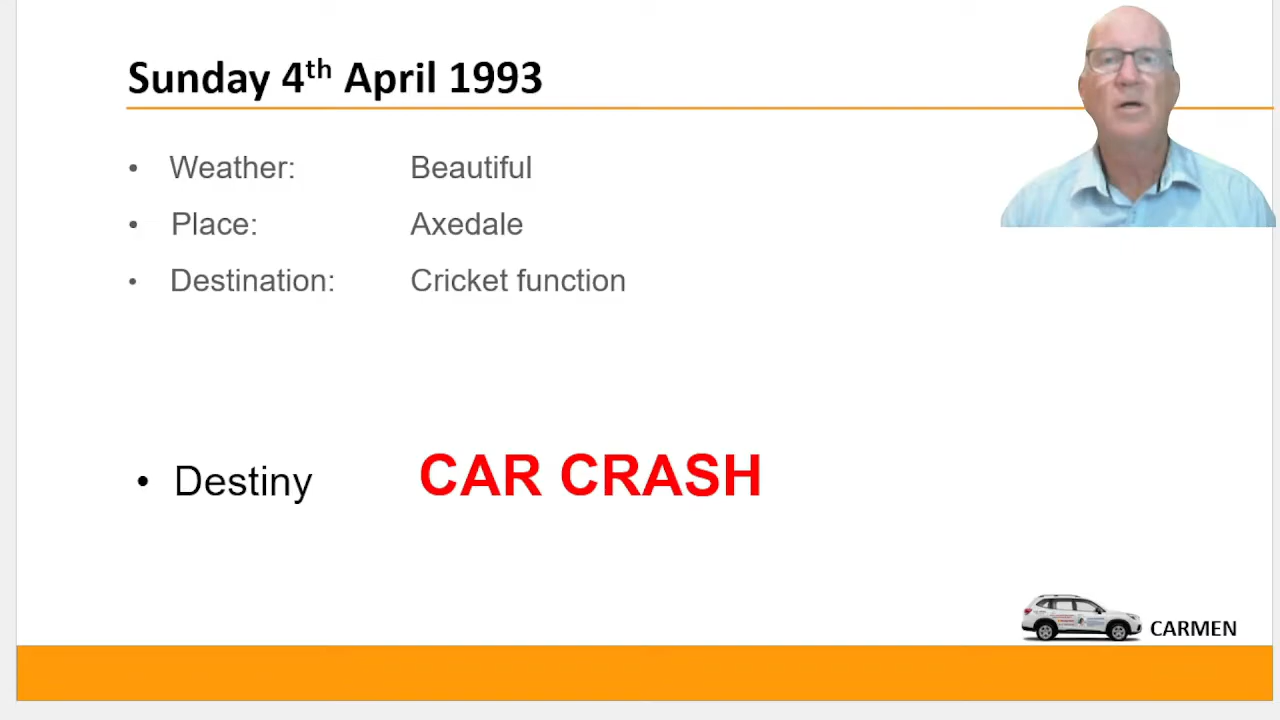 Sunday 4th April 1993
• Weather: Beautiful
• Place: Axedale
• Destination: Cricket function
• Destiny CAR CRASH
CARMEN